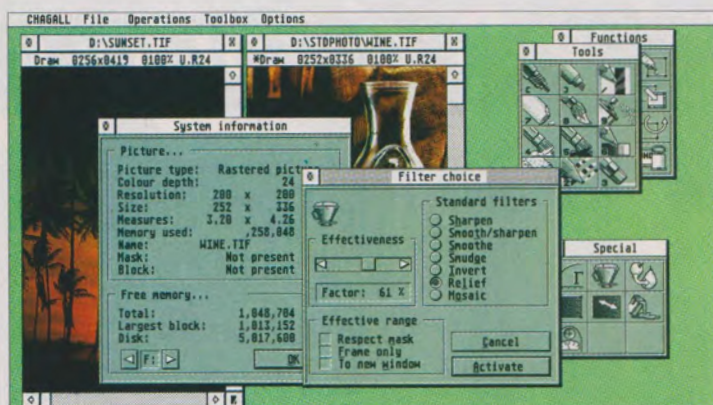 CHAGALL File Operations Toolbox Options
D:\SUNSET.TIF
Draw 0256x0419 0100% U.R24
D:\STDPHOTO\WINE.TIF
*Draw 0252x0336 0100% U.R24
Functions
Tools
System information
Picture...
Picture type: Rastered
Colour depth: 24
Resolution: 200 x 200
Size: 252 x 336
Measures: 3.20 x 4.26
Memory used: ,258,048
Name: WINE.TIF
Mask: Not present
Block: Not present
Free memory...
Total: 1,048,704
Largest block: 1,013,152
Disk: 5,017,600
F:
OK
Filter choice
Effectiveness
Factor: 61 %
Standard filters
Sharpen
Smooth/sharpen
Smoothe
Smudge
Invert
Relief
Mosaic
Effective range
Respect mask
Frame only
To new window
Cancel
Activate
Special